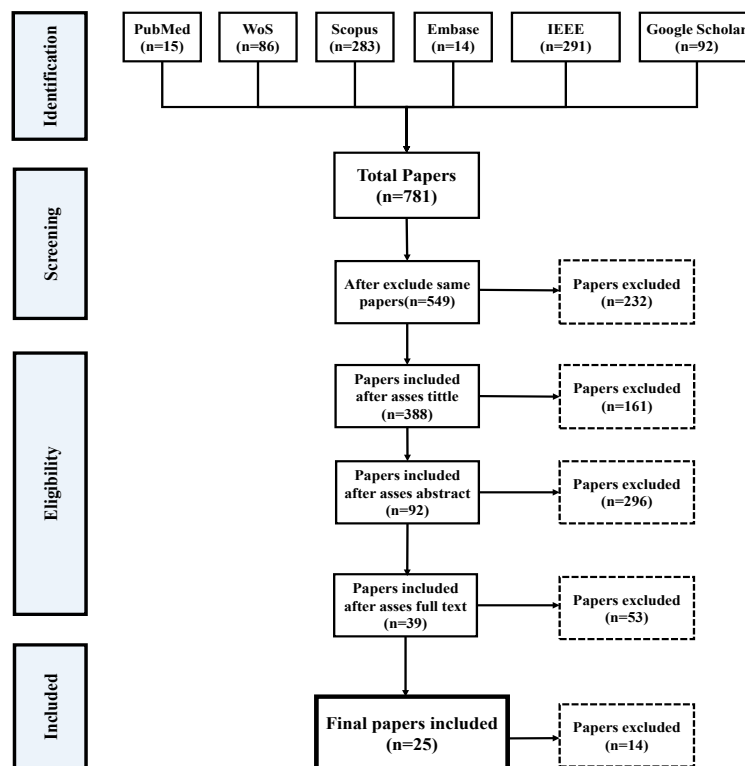 PubMed
(n=15)
WoS
(n=86)
Scopus
(n=283)
Embase
(n=14)
IEEE
(n=291)
Google Scholar
(n=92)
Identification
Total Papers
(n=781)
Screening
After exclude same
papers(n=549)
Papers excluded
(n=232)
Eligibility
Papers included
after asses tittle
(n=388)
Papers excluded
(n=161)
Papers included
after asses abstract
(n=92)
Papers excluded
(n=296)
Papers included
after asses full text
(n=39)
Papers excluded
(n=53)
Included
Final papers included
(n=25)
Papers excluded
(n=14)